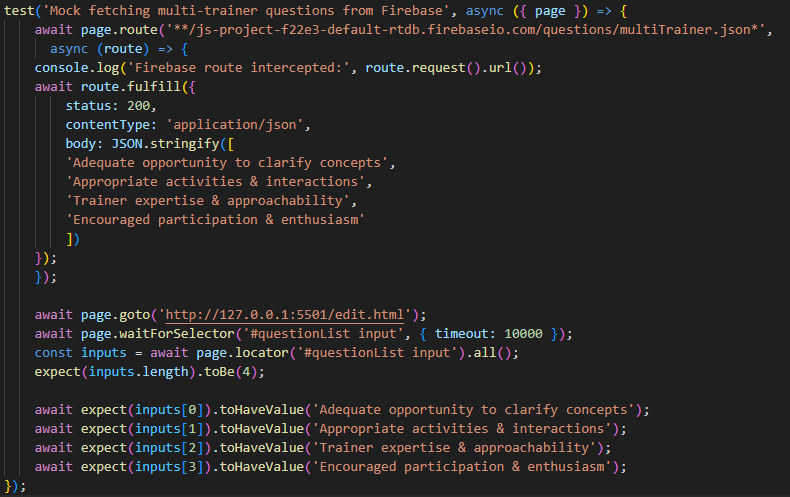 test('Mock fetching multi-trainer questions from Firebase', async ({ page }) => {
    await page.route('**/js-project-f22e3-default-rtdb.firebaseio.com/questions/multiTrainer.json*',
      async (route) => {
    console.log('Firebase route intercepted:', route.request().url());
    await route.fulfill({
        status: 200,
        contentType: 'application/json',
        body: JSON.stringify([
        'Adequate opportunity to clarify concepts',
        'Appropriate activities & interactions',
        'Trainer expertise & approachability',
        'Encouraged participation & enthusiasm'
        ])
    });
    });

    await page.goto('http://127.0.0.1:5501/edit.html');
    await page.waitForSelector('#questionList input', { timeout: 10000 });
    const inputs = await page.locator('#questionList input').all();
    expect(inputs.length).toBe(4);

    await expect(inputs[0]).toHaveValue('Adequate opportunity to clarify concepts');
    await expect(inputs[1]).toHaveValue('Appropriate activities & interactions');
    await expect(inputs[2]).toHaveValue('Trainer expertise & approachability');
    await expect(inputs[3]).toHaveValue('Encouraged participation & enthusiasm');
});